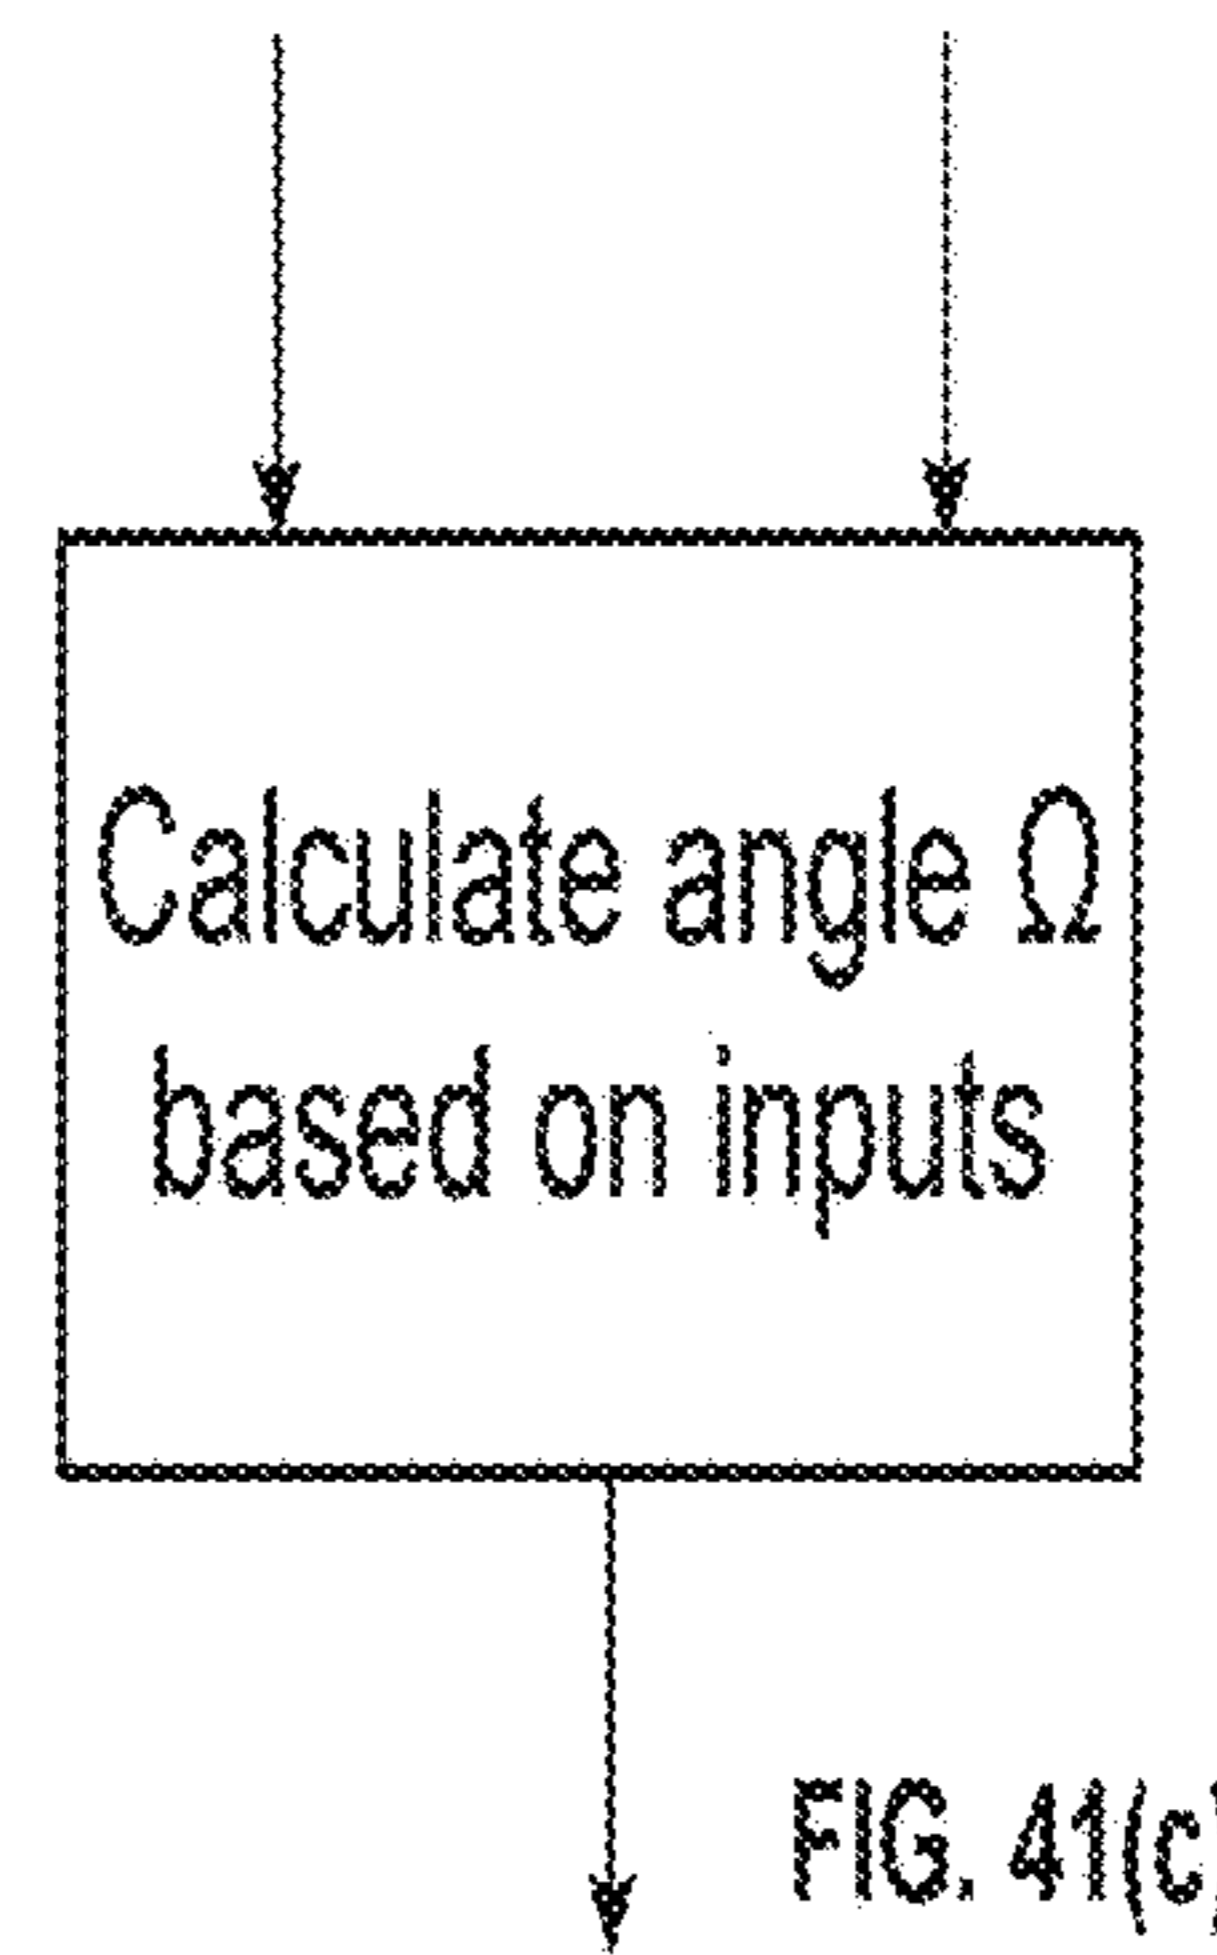 Calculate angle Ω
based on inputs
FIG. 41(c)